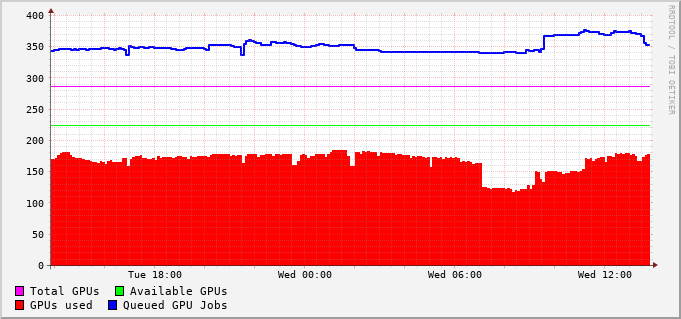 RRDTOOL / TOBI OETIKER
400
350
300
250
200
150
100
50
0
Tue 18:00 Wed 00:00 Wed 06:00 Wed 12:00
Total GPUs Available GPUs
GPUs used Queued GPU Jobs